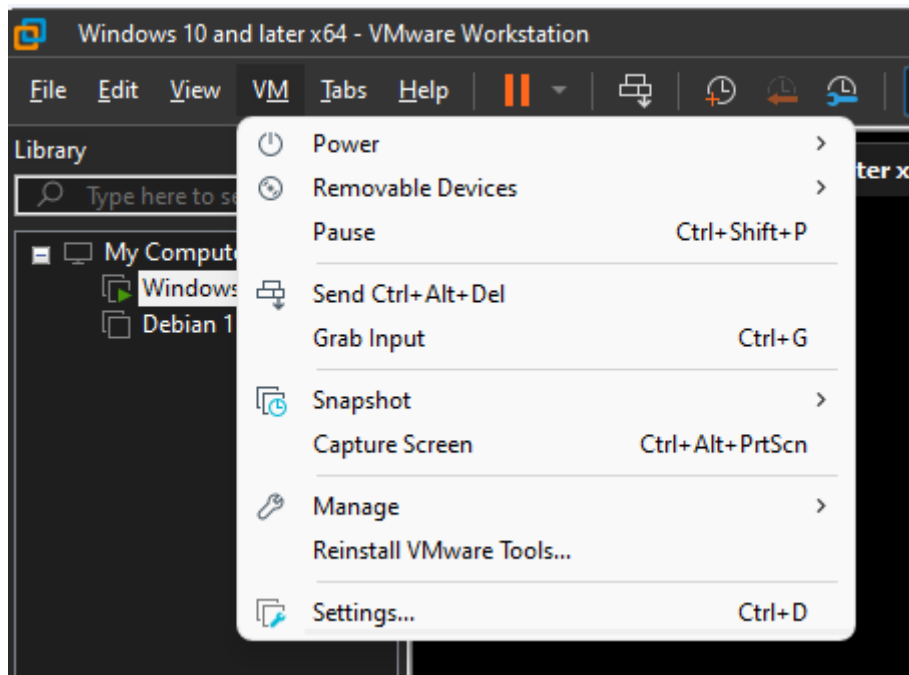 Windows 10 and later x64 - VMware Workstation
File Edit View VM Tabs Help
Library
Type here to se
My Compute
Windows
Debian 1
ter x
Power
Removable Devices
Pause Ctrl+Shift+P
Send Ctrl+Alt+Del
Grab Input Ctrl+G
Snapshot
Capture Screen Ctrl+Alt+PrtScn
Manage
Reinstall VMware Tools...
Settings... Ctrl+D